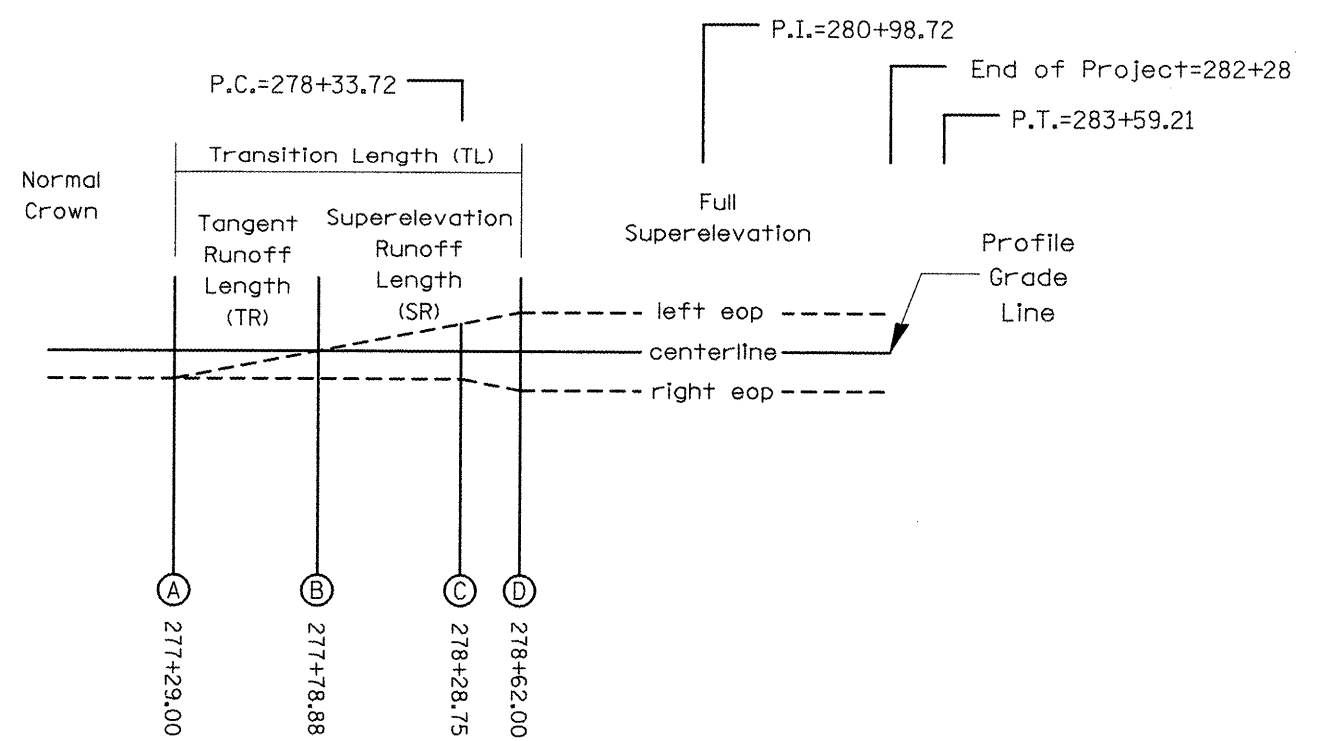 P.I.=280+98.72
End of Project=282+28
P.C.=278+33.72
P.T.=283+59.21
Transition Length (TL)
Normal
Crown
Tangent
Runoff
Length
(TR)
Superelevation
Runoff
Length
(SR)
Full
Superelevation
Profile
Grade
Line
left eop
centerline
right eop
A
B
C
D
277+29.00
277+78.88
278+28.75
278+62.00